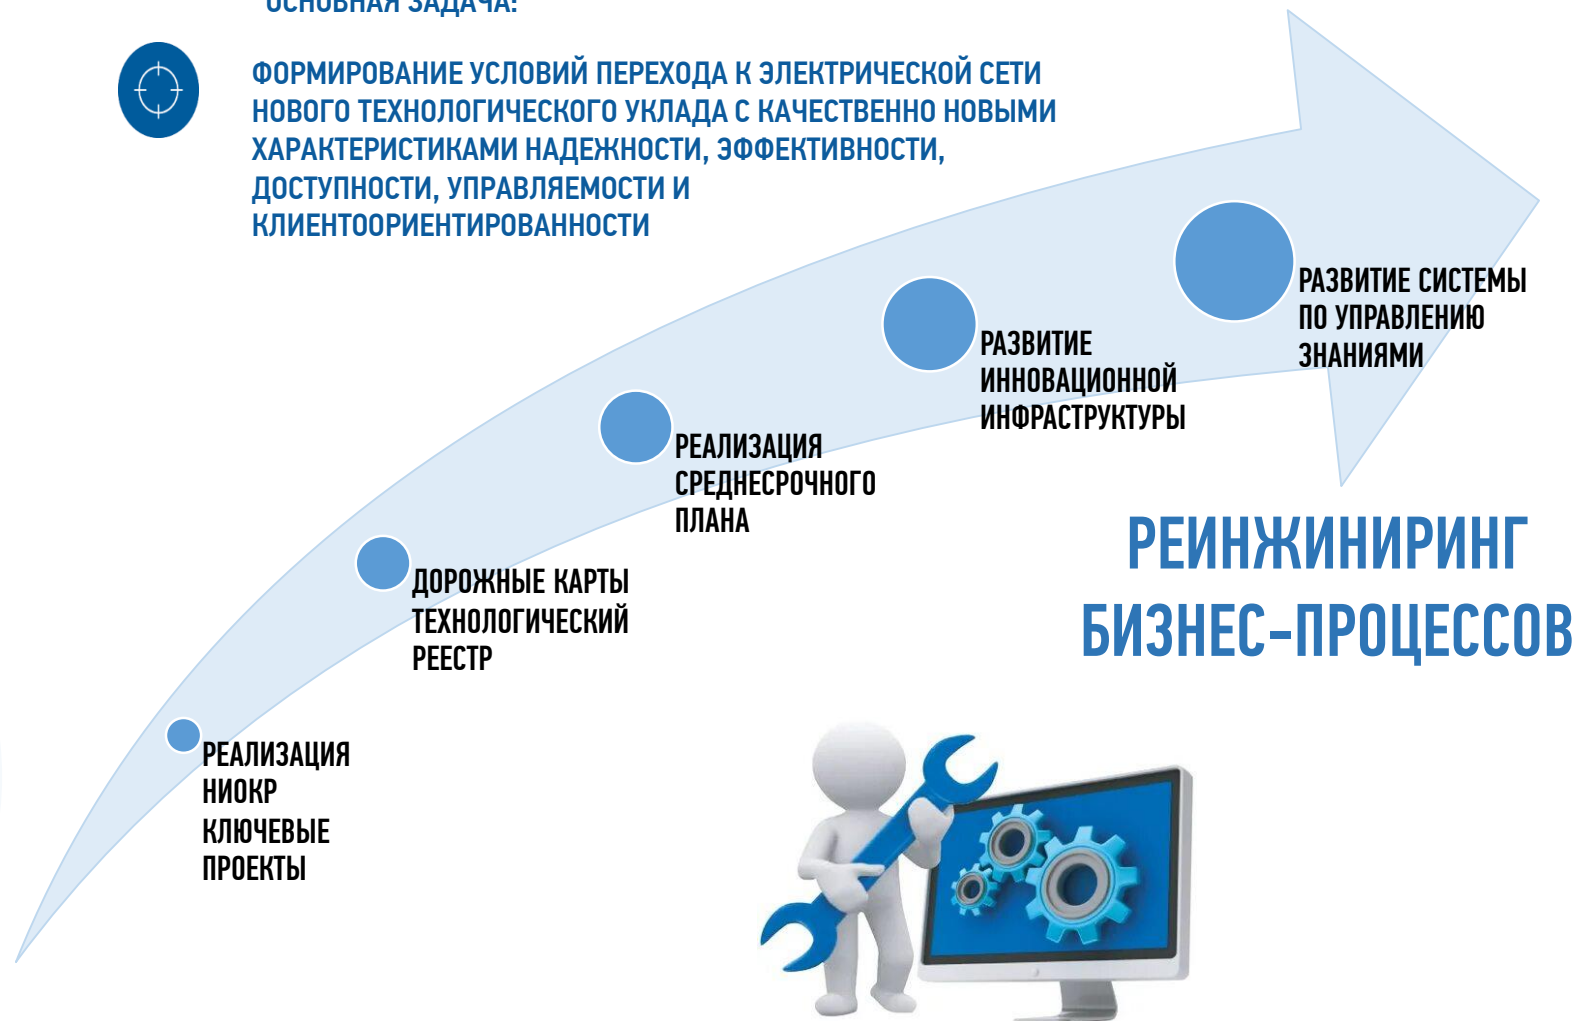 ОСНОВНАЯ ЗАДАЧА:
ФОРМИРОВАНИЕ УСЛОВИЙ ПЕРЕХОДА К ЭЛЕКТРИЧЕСКОЙ СЕТИ
НОВОГО ТЕХНОЛОГИЧЕСКОГО УКЛАДА С КАЧЕСТВЕННО НОВЫМИ
ХАРАКТЕРИСТИКАМИ НАДЕЖНОСТИ, ЭФФЕКТИВНОСТИ,
ДОСТУПНОСТИ, УПРАВЛЯЕМОСТИ И
КЛИЕНТООРИЕНТИРОВАННОСТИ
РАЗВИТИЕ СИСТЕМЫ
ПО УПРАВЛЕНИЮ
ЗНАНИЯМИ
РАЗВИТИЕ
ИННОВАЦИОННОЙ
ИНФРАСТРУКТУРЫ
РЕАЛИЗАЦИЯ
СРЕДНЕСРОЧНОГО
ПЛАНА
ДОРОЖНЫЕ КАРТЫ
ТЕХНОЛОГИЧЕСКИЙ
РЕЕСТР
РЕАЛИЗАЦИЯ
НИОКР
КЛЮЧЕВЫЕ
ПРОЕКТЫ
РЕИНЖИНИРИНГ
БИЗНЕС-ПРОЦЕССОВ